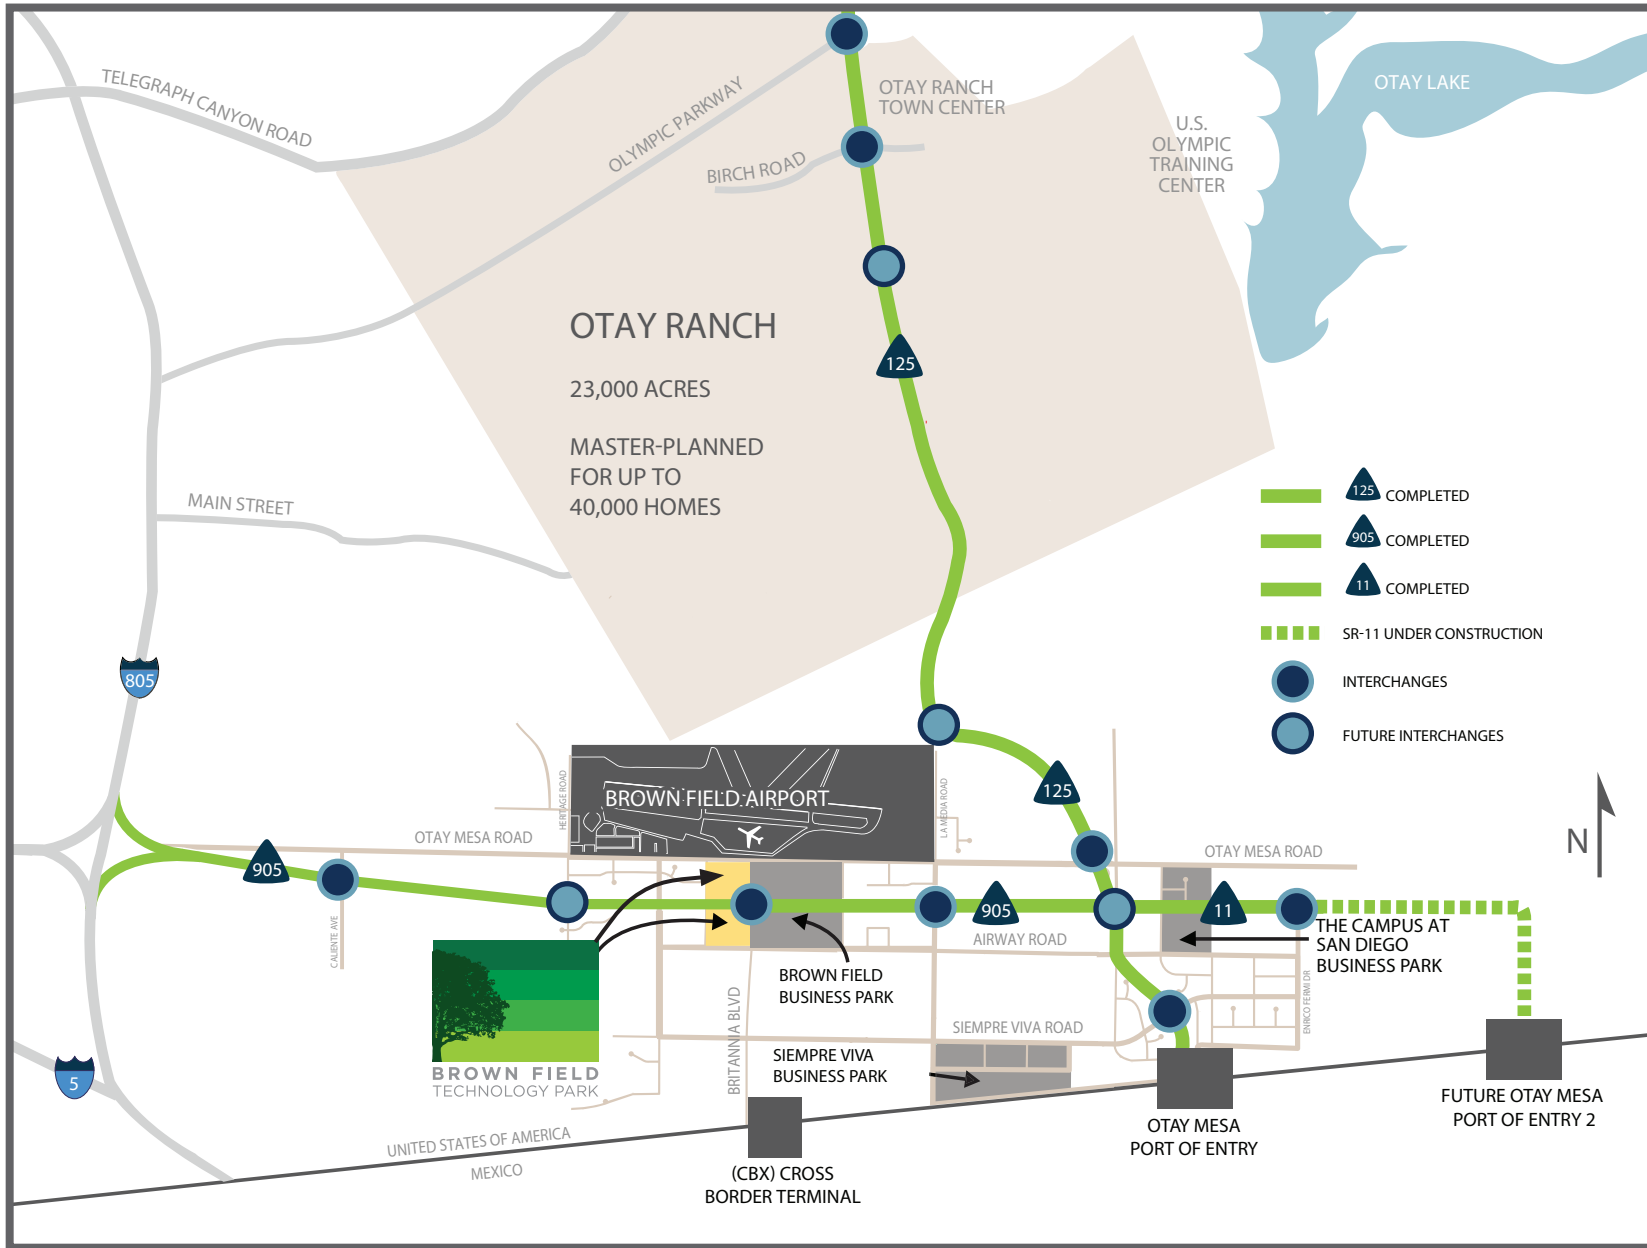 TELEGRAPH CANYON ROAD
OLYMPIC PARKWAY
BIRCH ROAD
OTAY RANCH
TOWN CENTER
U.S.
OLYMPIC
TRAINING
CENTER
OTAY LAKE
OTAY RANCH
23,000 ACRES
MASTER-PLANNED
FOR UP TO
40,000 HOMES
125
MAIN STREET
805
125 COMPLETED
905 COMPLETED
11 COMPLETED
SR-11 UNDER CONSTRUCTION
INTERCHANGES
FUTURE INTERCHANGES
N
HERITAGE ROAD
BROWN FIELD AIRPORT
LA MEDIA ROAD
125
OTAY MESA ROAD
OTAY MESA ROAD
905
905
11
CALIENTE AVE
AIRWAY ROAD
THE CAMPUS AT
SAN DIEGO
BUSINESS PARK
BROWN FIELD
BUSINESS PARK
BRITANNIA BLVD
ENRICO FERMI DR
SIEMPRE VIVA ROAD
SIEMPRE VIVA
BUSINESS PARK
BROWN FIELD
TECHNOLOGY PARK
5
UNITED STATES OF AMERICA
MEXICO
(CBX) CROSS
BORDER TERMINAL
OTAY MESA
PORT OF ENTRY
FUTURE OTAY MESA
PORT OF ENTRY 2